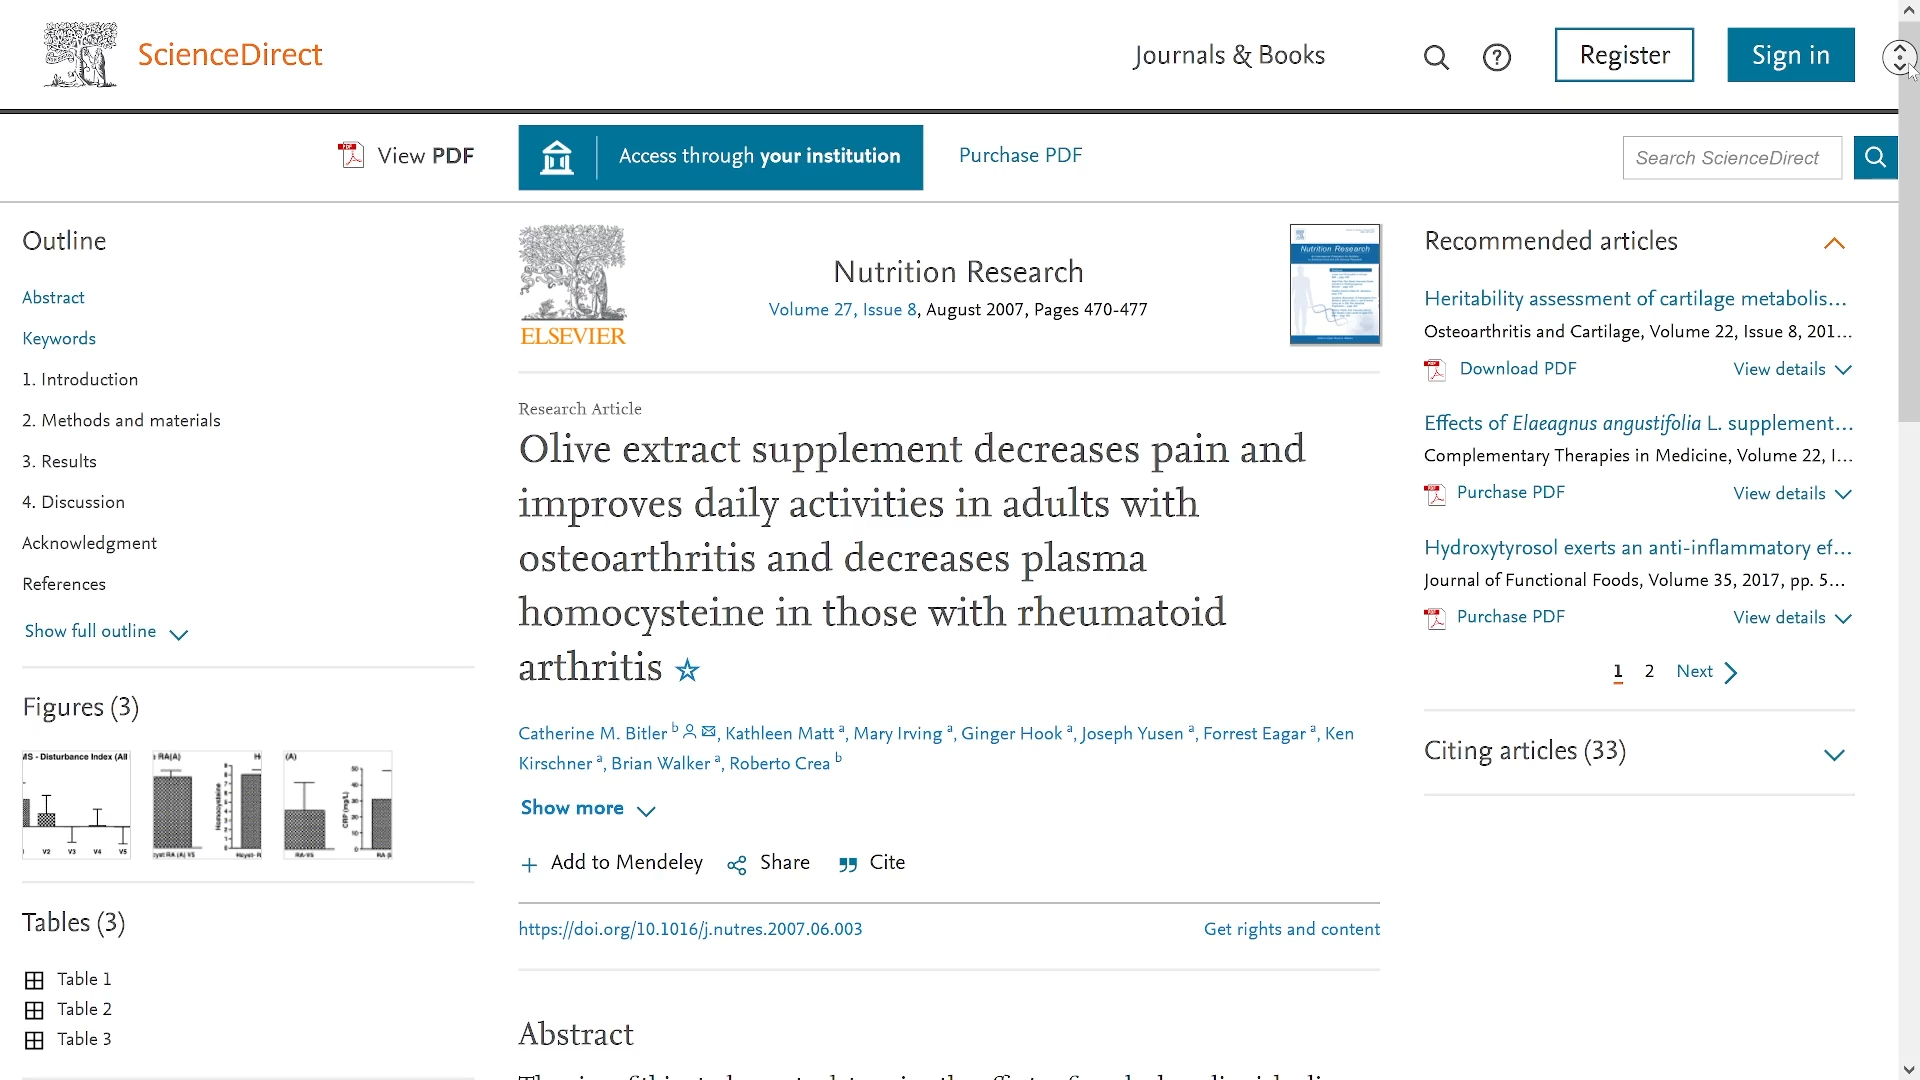 ScienceDirect
Journals & Books
Register
Sign in
View PDF
Access through your institution
Purchase PDF
Search ScienceDirect
Outline
Abstract
Keywords
1. Introduction
2. Methods and materials
3. Results
4. Discussion
Acknowledgment
References
Show full outline
Figures (3)
Tables (3)
Table 1
Table 2
Table 3
ELSEVIER
Nutrition Research
Volume 27, Issue 8, August 2007, Pages 470-477
Nutrition Research
Research Article
Olive extract supplement decreases pain and
improves daily activities in adults with
osteoarthritis and decreases plasma
homocysteine in those with rheumatoid
arthritis
Catherine M. Bitler b, Kathleen Matt a, Mary Irving a, Ginger Hook a, Joseph Yusen a, Forrest Eagar a, Ken
Kirschner a, Brian Walker a, Roberto Crea b
Show more
Add to Mendeley
Share
Cite
https://doi.org/10.1016/j.nutres.2007.06.003
Get rights and content
Abstract
Recommended articles
Heritability assessment of cartilage metabolis...
Osteoarthritis and Cartilage, Volume 22, Issue 8, 201...
Download PDF
View details
Effects of Elaeagnus angustifolia L. supplement...
Complementary Therapies in Medicine, Volume 22, I...
Purchase PDF
View details
Hydroxytyrosol exerts an anti-inflammatory ef...
Journal of Functional Foods, Volume 35, 2017, pp. 5...
Purchase PDF
View details
1 2 Next
Citing articles (33)